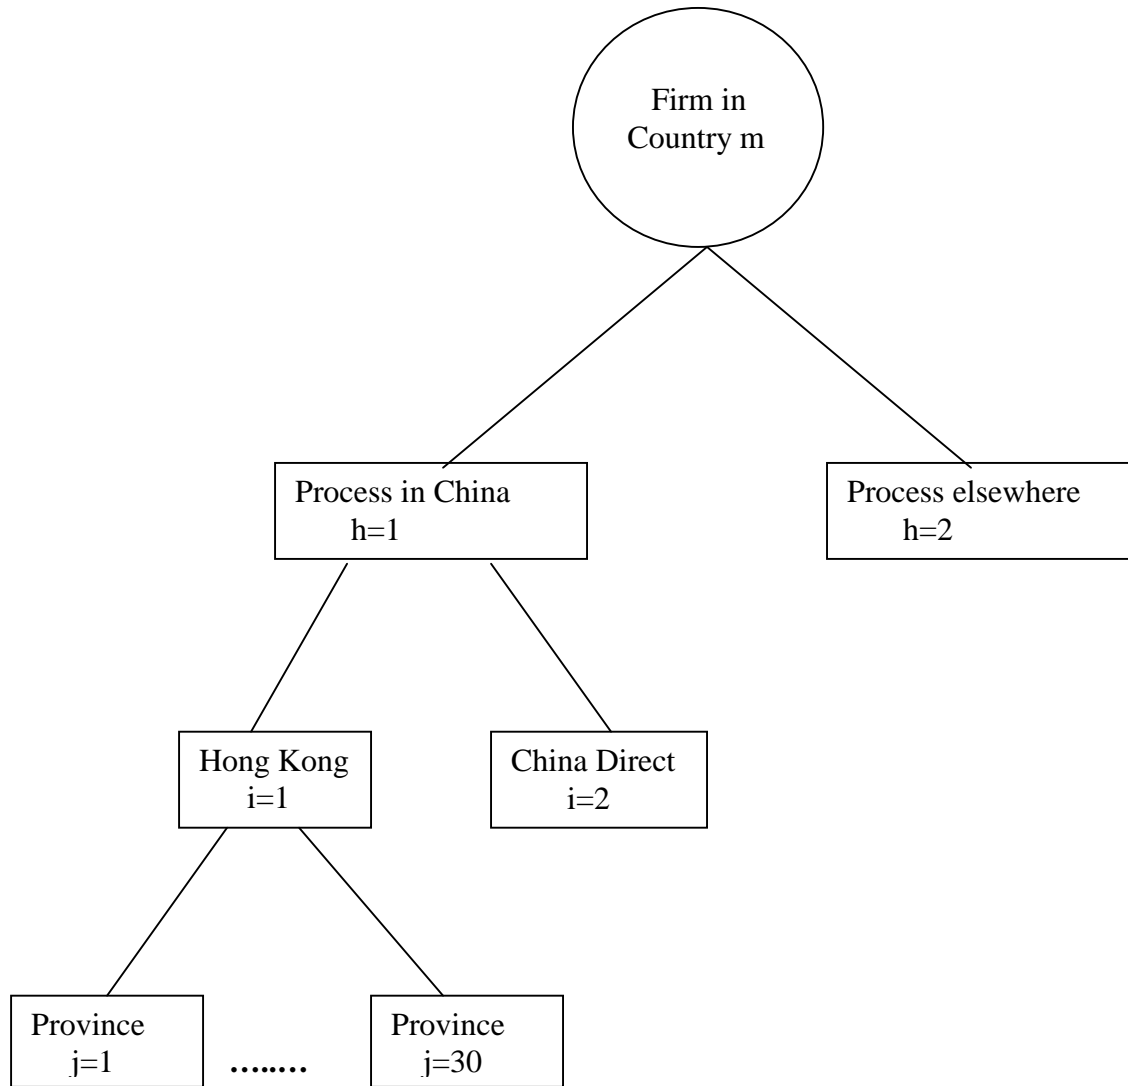 Firm in
Country m
Process in China
h=1
Process elsewhere
h=2
Hong Kong
i=1
China Direct
i=2
Province
j=1
........
Province
j=30